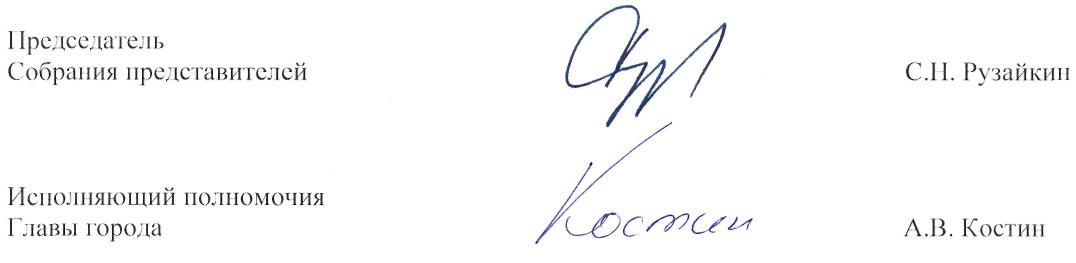 Председатель
Собрания представителей С.Н. Рузайкин
Исполняющий полномочия
Главы города Костин А.В. Костин